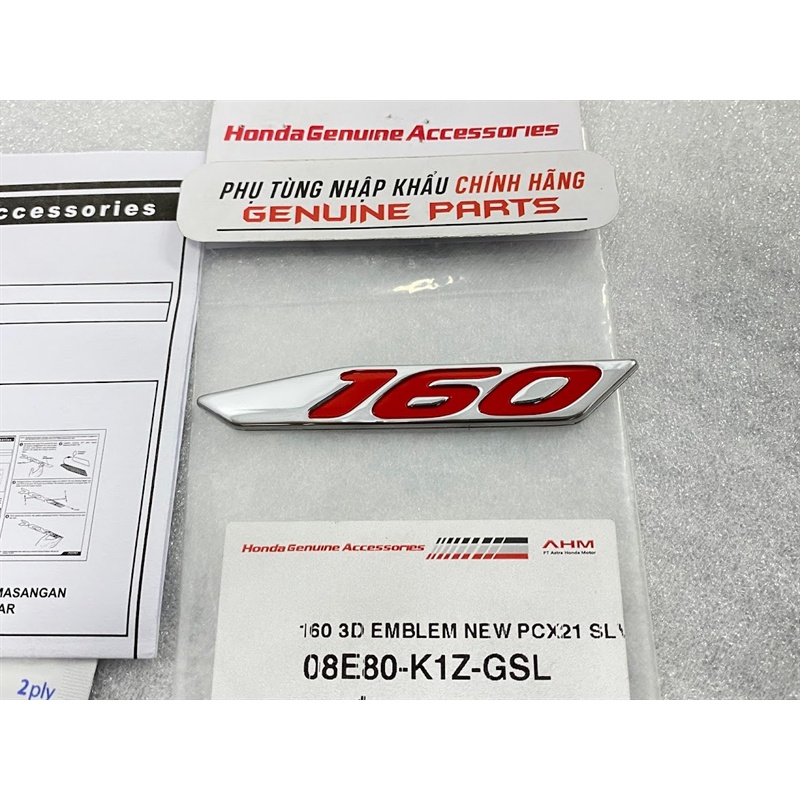 Honda Genuine Accessories
PHỤ TÙNG NHẬP KHẨU CHÍNH HÃNG
GENUINE PARTS
ccessories
160
MASANGAN
AR
2ply
Honda Genuine Accessories
AHM
PT Astra Honda Motor
160 3D EMBLEM NEW PCX21 SLV
08E80-K1Z-GSL